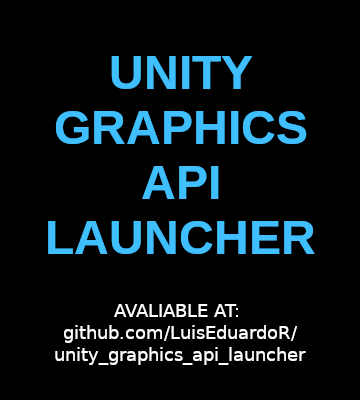 UNITY
GRAPHICS
API
LAUNCHER
AVALIABLE AT:
github.com/LuisEduardoR/
unity_graphics_api_launcher